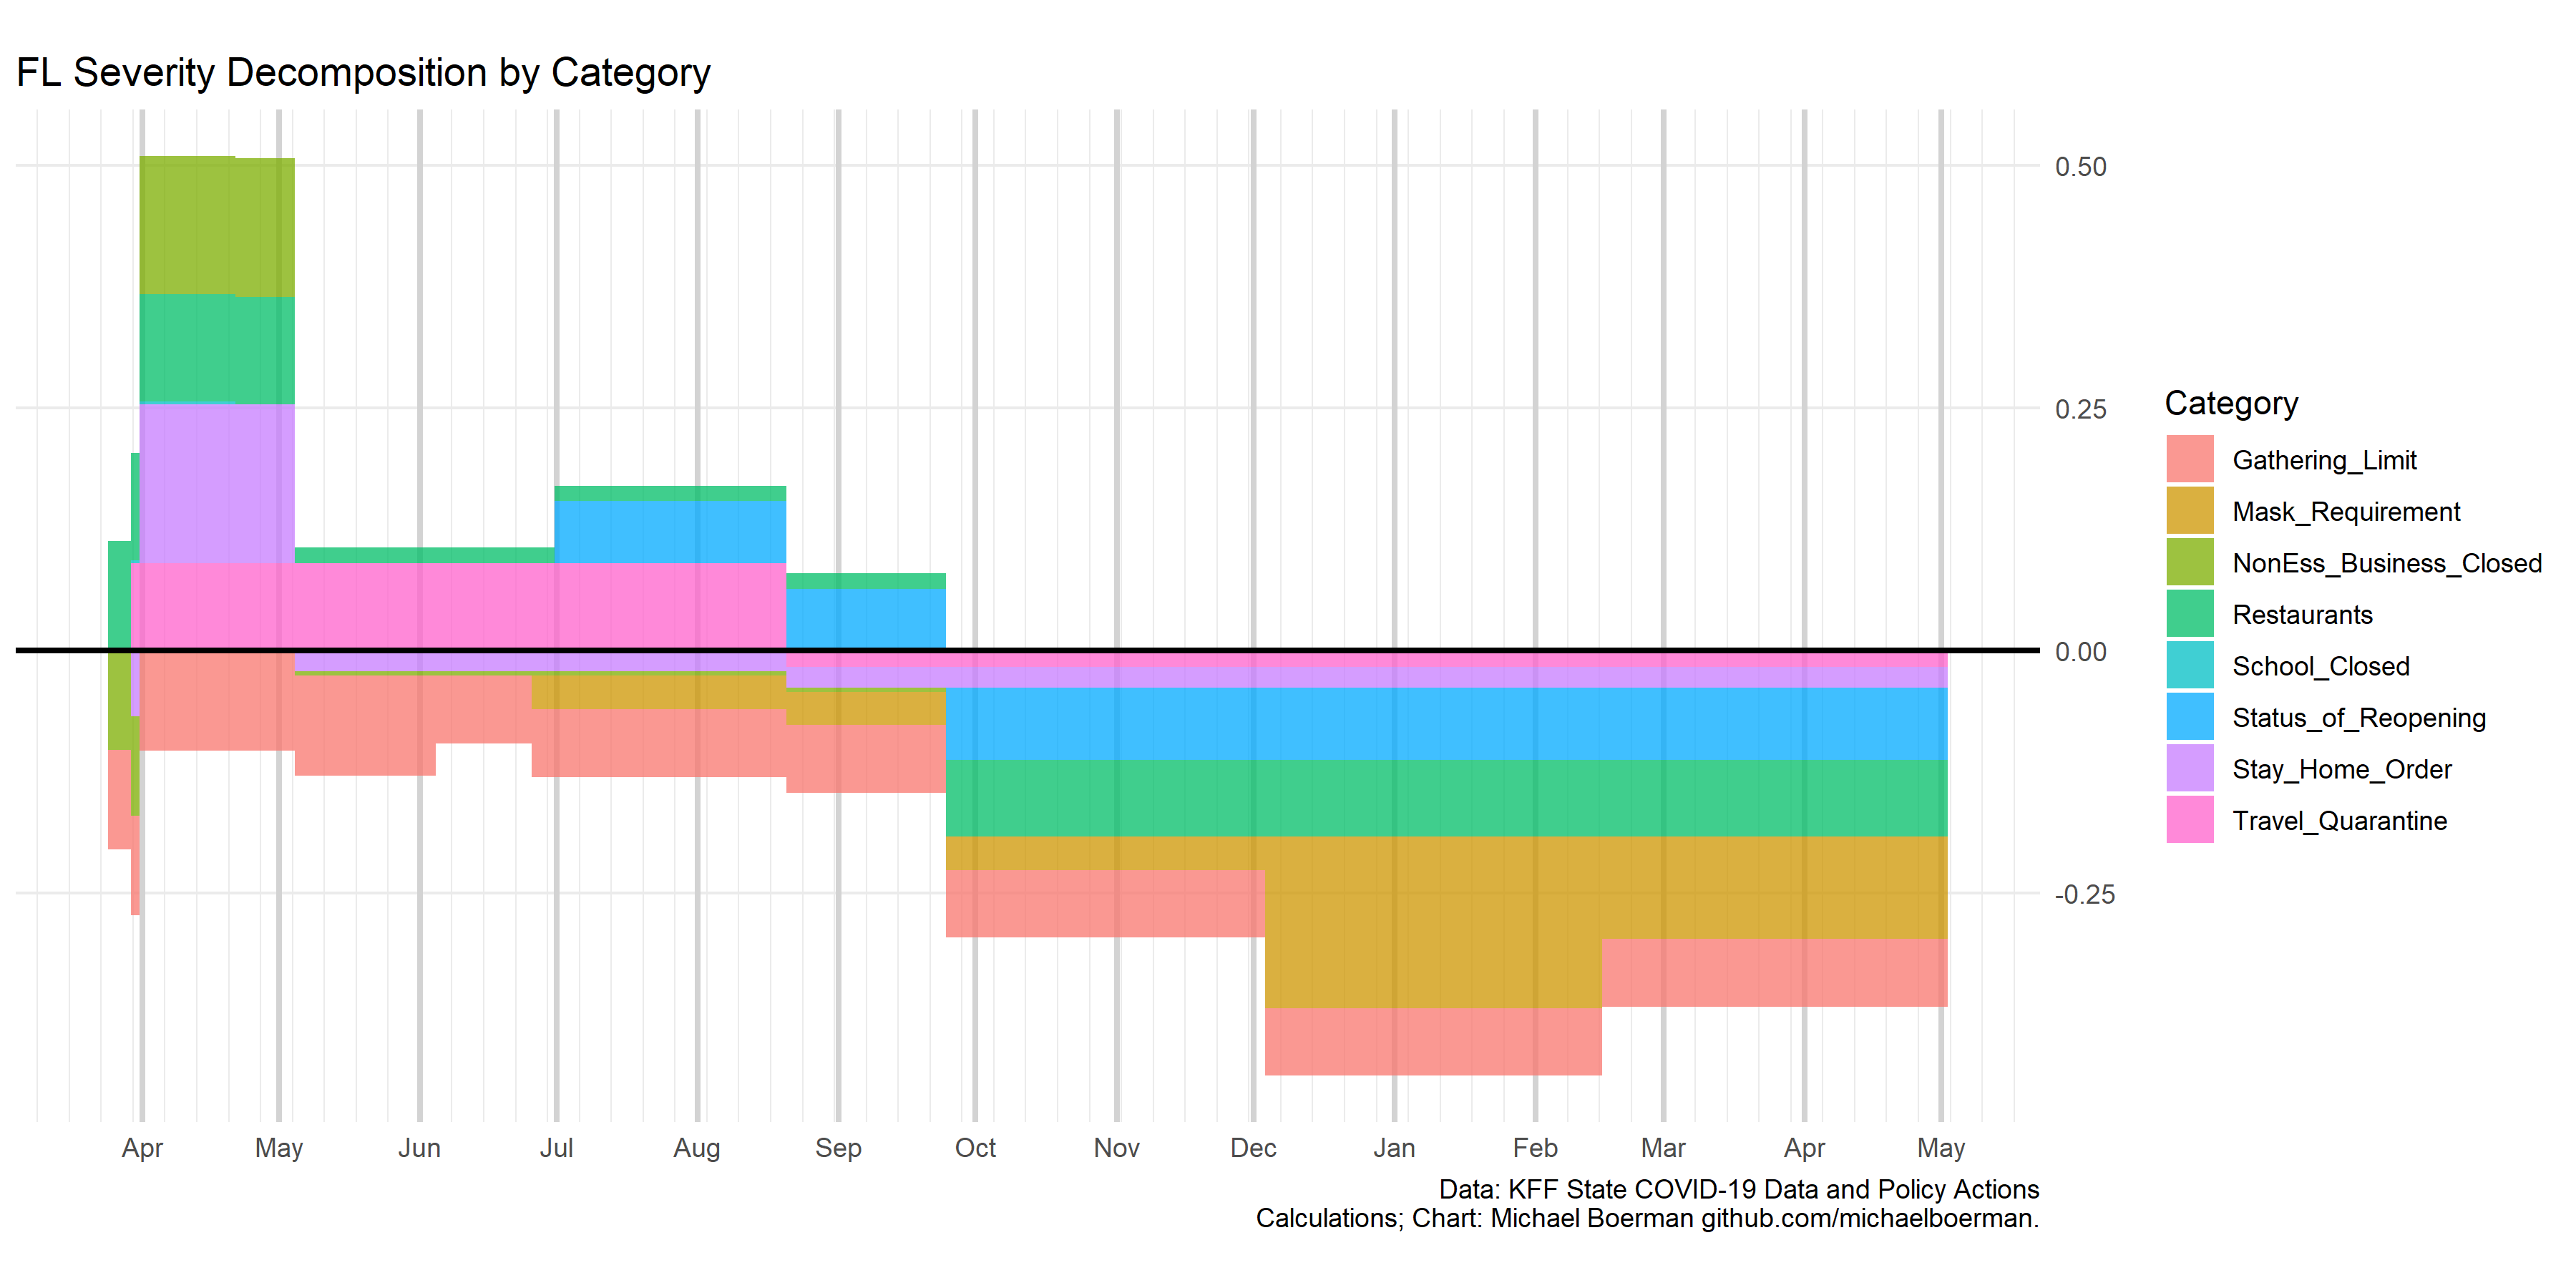 FL Severity Decomposition by Category
0.50
0.25
0.00
-0.25
Apr May Jun Jul Aug Sep Oct Nov Dec Jan Feb Mar Apr May
Category
Gathering_Limit
Mask_Requirement
NonEss_Business_Closed
Restaurants
School_Closed
Status_of_Reopening
Stay_Home_Order
Travel_Quarantine
Data: KFF State COVID-19 Data and Policy Actions
Calculations; Chart: Michael Boerman github.com/michaelboerman.